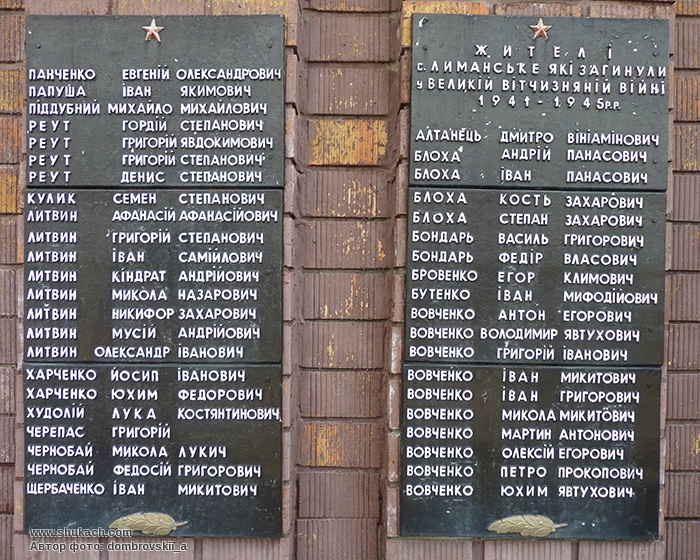 ПАНЧЕНКО ЕВГЕНІЙ ОЛЕКСАНДРОВИЧ
ПАПУША ІВАН ЯКИМОВИЧ
ПІДДУБНИЙ МИХАЙЛО МИХАЙЛОВИЧ
РЕУТ ГОРДІЙ СТЕПАНОВИЧ
РЕУТ ГРИГОРІЙ ЯВДОКИМОВИЧ
РЕУТ ГРИГОРІЙ СТЕПАНОВИЧ
РЕУТ ДЕНИС СТЕПАНОВИЧ
КУЛИК СЕМЕН СТЕПАНОВИЧ
ЛИТВИН АФАНАСІЙ АФАНАСІЙОВИЧ
ЛИТВИН ГРИГОРІЙ СТЕПАНОВИЧ
ЛИТВИН ІВАН САМІЙЛОВИЧ
ЛИТВИН КІНДРАТ АНДРІЙОВИЧ
ЛИТВИН МИКОЛА НАЗАРОВИЧ
ЛИТВИН НИКИФОР ЗАХАРОВИЧ
ЛИТВИН МУСІЙ АНДРІЙОВИЧ
ЛИТВИН ОЛЕКСАНДР ІВАНОВИЧ
ХАРЧЕНКО ЙОСИП ІВАНОВИЧ
ХАРЧЕНКО ЮХИМ ФЕДОРОВИЧ
ХУДОЛІЙ ЛУКА КОСТЯНТИНОВИЧ
ЧЕРЕПАС ГРИГОРІЙ
ЧЕРНОБАЙ МИКОЛА ЛУКИЧ
ЧЕРНОБАЙ ФЕДОСІЙ ГРИГОРОВИЧ
ЩЕРБАЧЕНКО ІВАН МИКИТОВИЧ
ЖИТЕЛІ
с. ЛИМАНСЬКЕ ЯКІ ЗАГИНУЛИ
у ВЕЛИКІЙ ВІТЧИЗНЯНІЙ ВІЙНІ
1941-1945 р.р.
АЛТАНЕЦЬ ДМИТРО ВІНІАМІНОВИЧ
БЛОХА АНДРІЙ ПАНАСОВИЧ
БЛОХА ІВАН ПАНАСОВИЧ
БЛОХА КОСТЬ ЗАХАРОВИЧ
БЛОХА СТЕПАН ЗАХАРОВИЧ
БОНДАРЬ ВАСИЛЬ ГРИГОРОВИЧ
БОНДАРЬ ФЕДІР ВЛАСОВИЧ
БРОВЕНКО ЕГОР КЛИМОВИЧ
БУТЕНКО ІВАН МИФОДІЙОВИЧ
ВОВЧЕНКО АНТОН ЕГОРОВИЧ
ВОВЧЕНКО ВОЛОДИМИР ЯВТУХОВИЧ
ВОВЧЕНКО ГРИГОРІЙ ІВАНОВИЧ
ВОВЧЕНКО ІВАН МИКИТОВИЧ
ВОВЧЕНКО ІВАН ГРИГОРОВИЧ
ВОВЧЕНКО МИКОЛА МИКИТОВИЧ
ВОВЧЕНКО МАРТИН АНТОНОВИЧ
ВОВЧЕНКО ОЛЕКСІЙ ЕГОРОВИЧ
ВОВЧЕНКО ПЕТРО ПРОКОПОВИЧ
ВОВЧЕНКО ЮХИМ ЯВТУХОВИЧ
www.shukach.com
Автор фото: dombrovskii_a